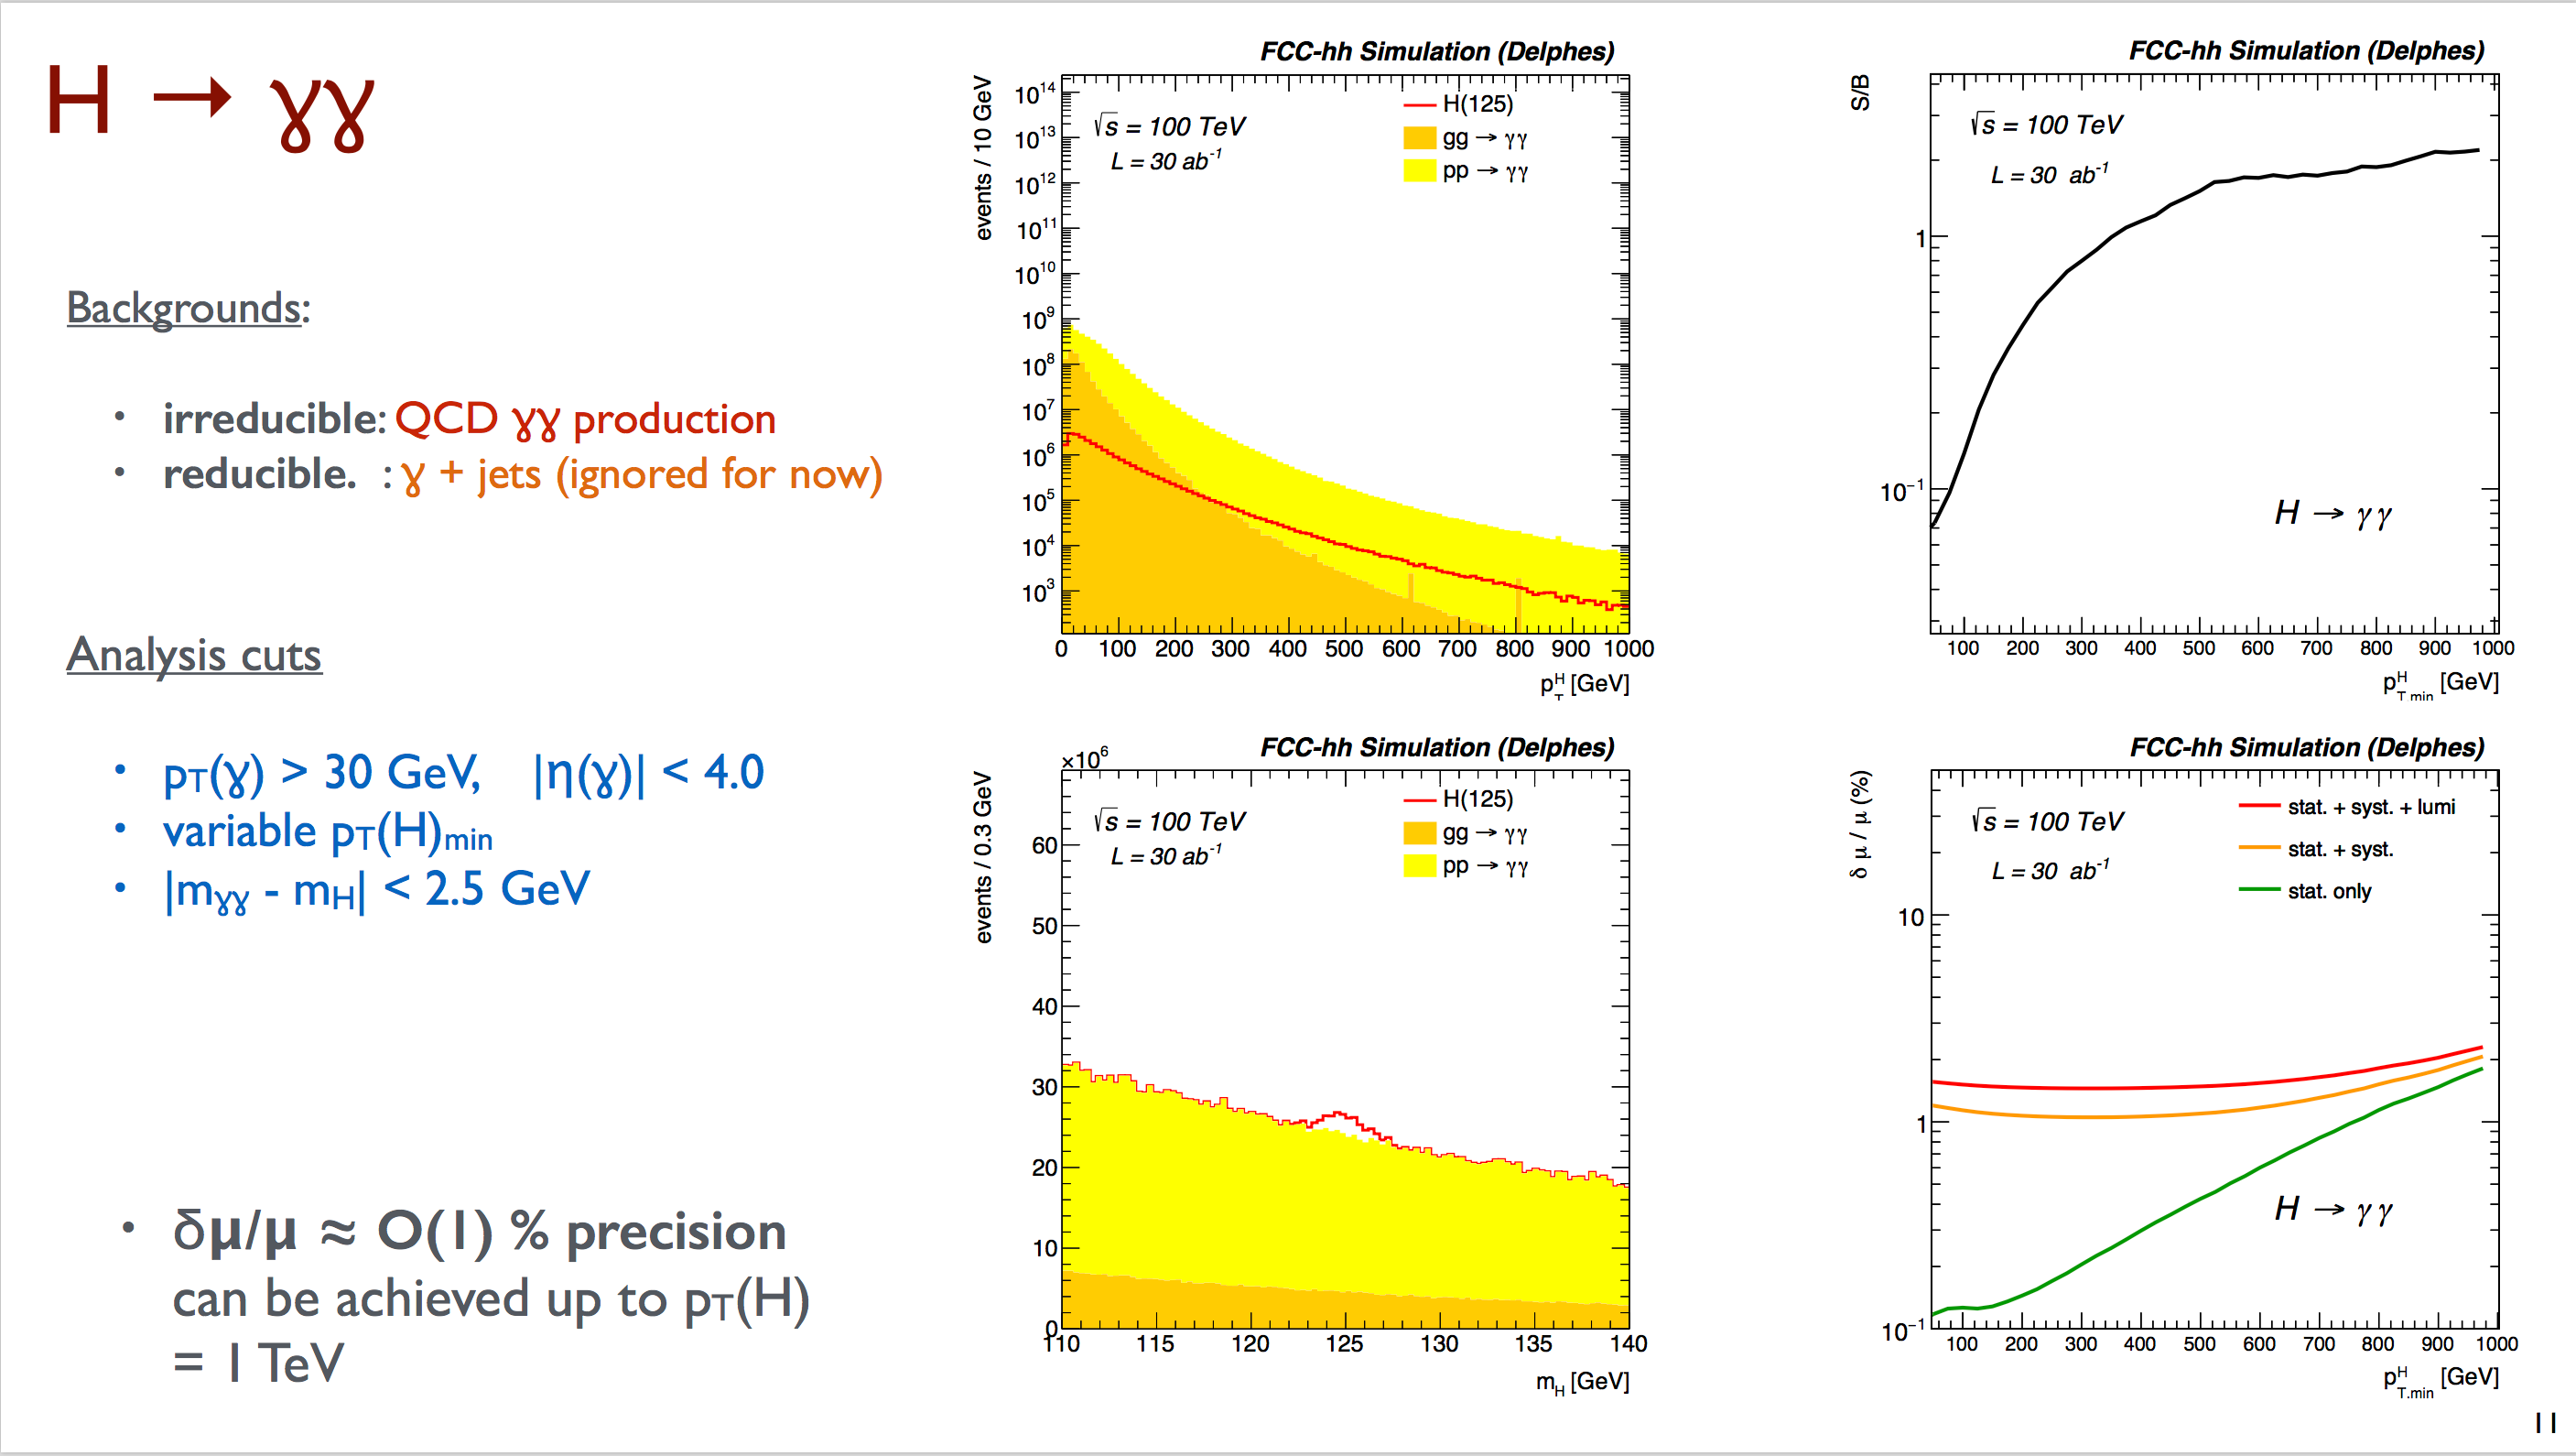 H → γγ
Backgrounds:
• irreducible: QCD γγ production
• reducible. : γ + jets (ignored for now)
Analysis cuts
• pT(γ) > 30 GeV, |η(γ)| < 4.0
• variable pT(H)min
• |mγγ - mH| < 2.5 GeV
• δμ/μ ≈ O(1) % precision
can be achieved up to pT(H)
= 1 TeV
FCC-hh Simulation (Delphes)
events / 10 GeV
√s = 100 TeV
L = 30 ab-1
H(125)
gg → γγ
pp → γγ
10^14
10^13
10^12
10^11
10^10
10^9
10^8
10^7
10^6
10^5
10^4
10^3
0 100 200 300 400 500 600 700 800 900 1000
p_T^H [GeV]
FCC-hh Simulation (Delphes)
S/B
√s = 100 TeV
L = 30 ab-1
1
10^-1
H → γγ
100 200 300 400 500 600 700 800 900 1000
p_T min^H [GeV]
FCC-hh Simulation (Delphes)
×10^6
events / 0.3 GeV
√s = 100 TeV
L = 30 ab-1
H(125)
gg → γγ
pp → γγ
60
50
40
30
20
10
0
110 115 120 125 130 135 140
m_H [GeV]
FCC-hh Simulation (Delphes)
δ μ / μ (%)
√s = 100 TeV
L = 30 ab-1
stat. + syst. + lumi
stat. + syst.
stat. only
10
1
10^-1
H → γγ
100 200 300 400 500 600 700 800 900 1000
p_T.min^H [GeV]
11